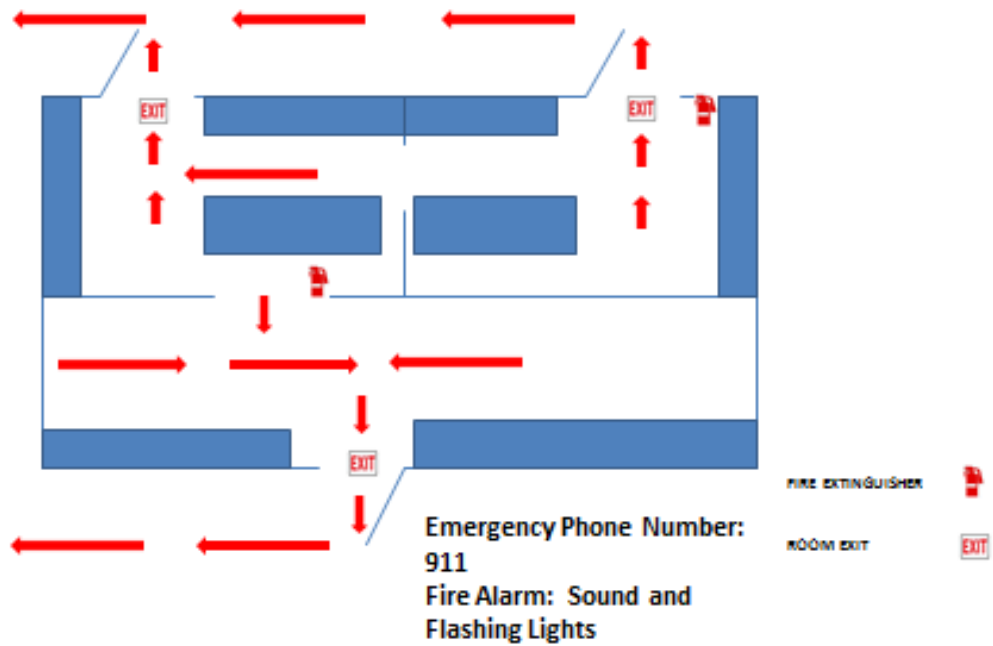 EXIT
EXIT
EXIT
Emergency Phone Number:
911
Fire Alarm: Sound and
Flashing Lights
FIRE EXTINGUISHER
ROOM EXIT
EXIT